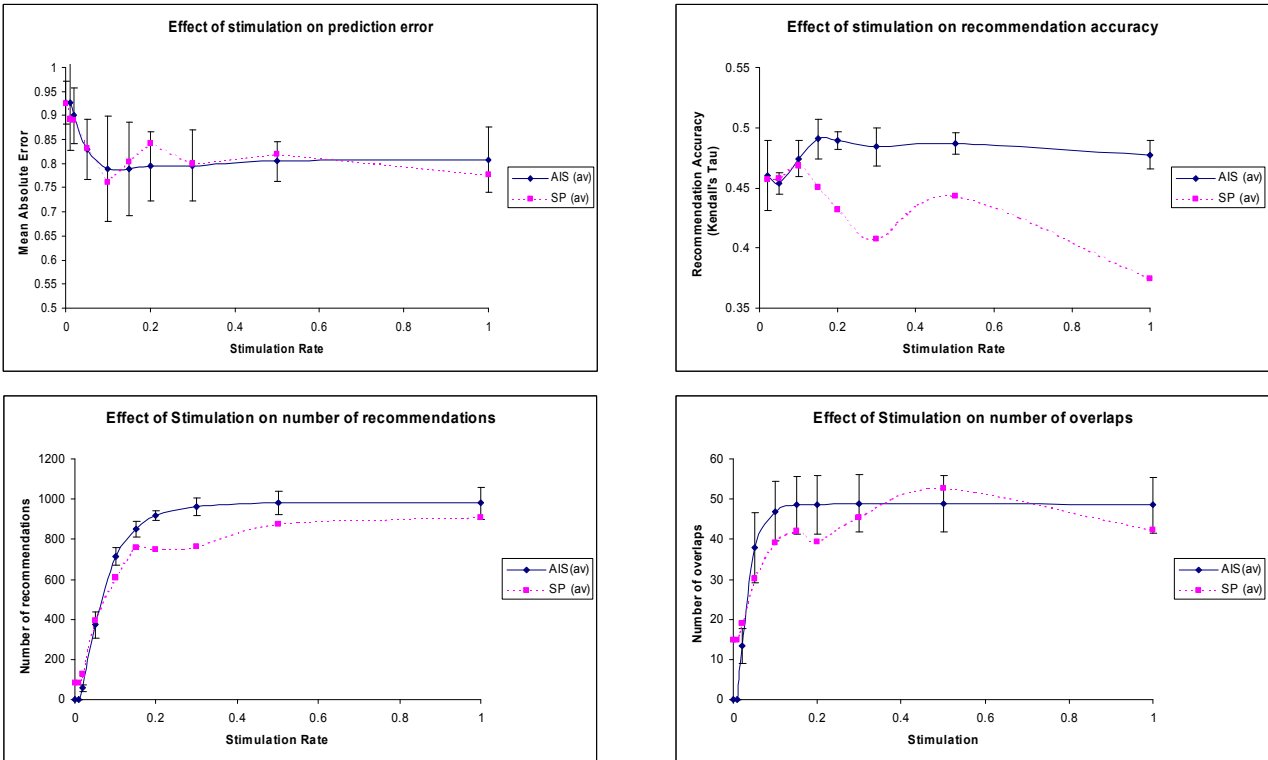 Effect of stimulation on prediction error
1
0.95
0.9
0.85
0.8
0.75
0.7
0.65
0.6
0.55
0.5
0
0.2
0.4
0.6
0.8
1
Mean Absolute Error
Stimulation Rate
AIS (av)
SP (av)
Effect of stimulation on recommendation accuracy
0.55
0.5
0.45
0.4
0.35
0
0.2
0.4
0.6
0.8
1
Recommendation Accuracy
(Kendall's Tau)
Stimulation Rate
AIS (av)
SP (av)
Effect of Stimulation on number of recommendations
1200
1000
800
600
400
200
0
0
0.2
0.4
0.6
0.8
1
Number of recommendations
Stimulation Rate
AIS(av)
SP (av)
Effect of Stimulation on number of overlaps
60
50
40
30
20
10
0
0
0.2
0.4
0.6
0.8
1
Number of overlaps
Stimulation
AIS(av)
SP (av)